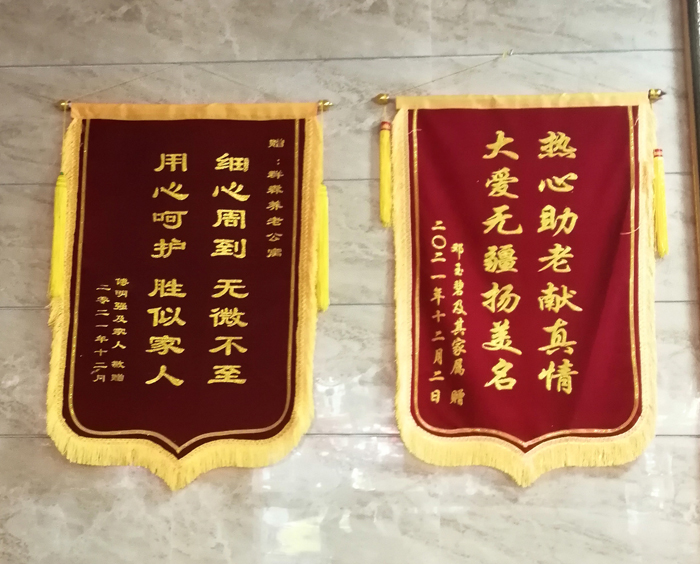 赠：群森养老公寓
细心周到 无微不至
用心呵护 胜似家人
傅明强及家人 敬赠
二零二一年十二月
热心助老献真情
大爱无疆扬美名
邹玉碧及其家属 赠
二〇二一年十二月二日